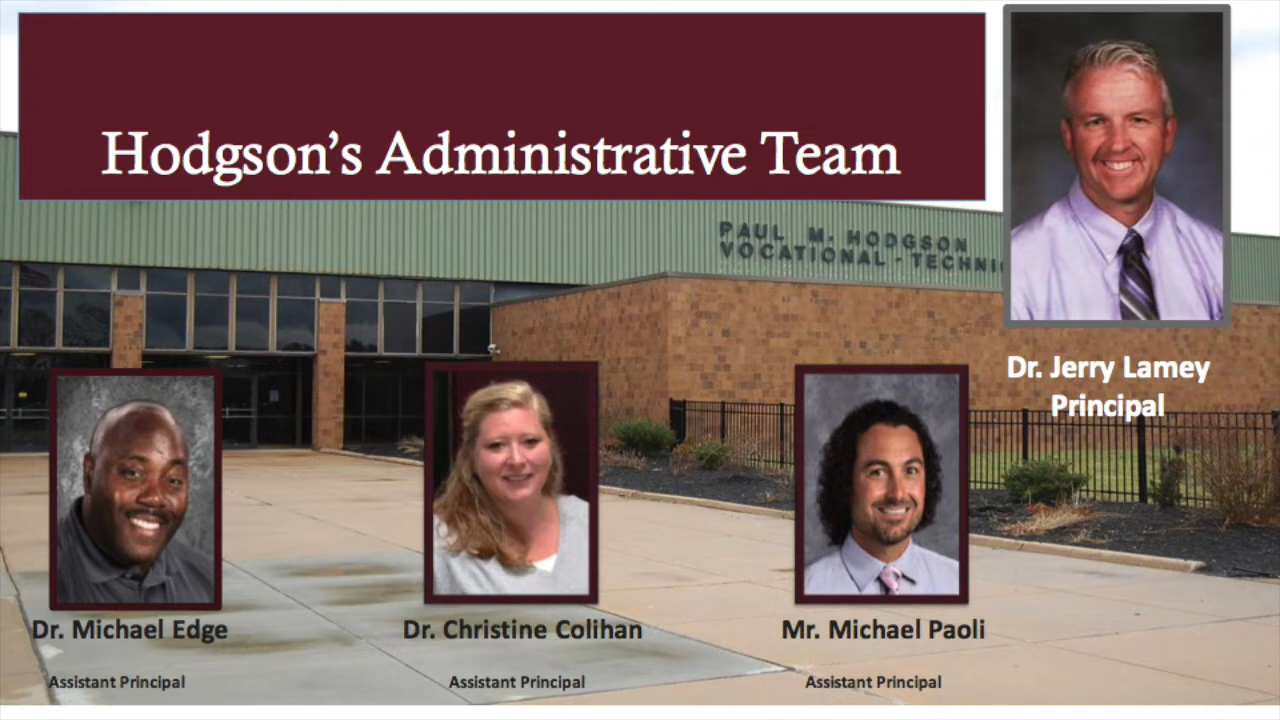 Hodgson’s Administrative Team
PAUL M. HODGSON
VOCATIONAL - TECHNI
Dr. Jerry Lamey
Principal
Dr. Michael Edge
Dr. Christine Colihan
Mr. Michael Paoli
Assistant Principal
Assistant Principal
Assistant Principal